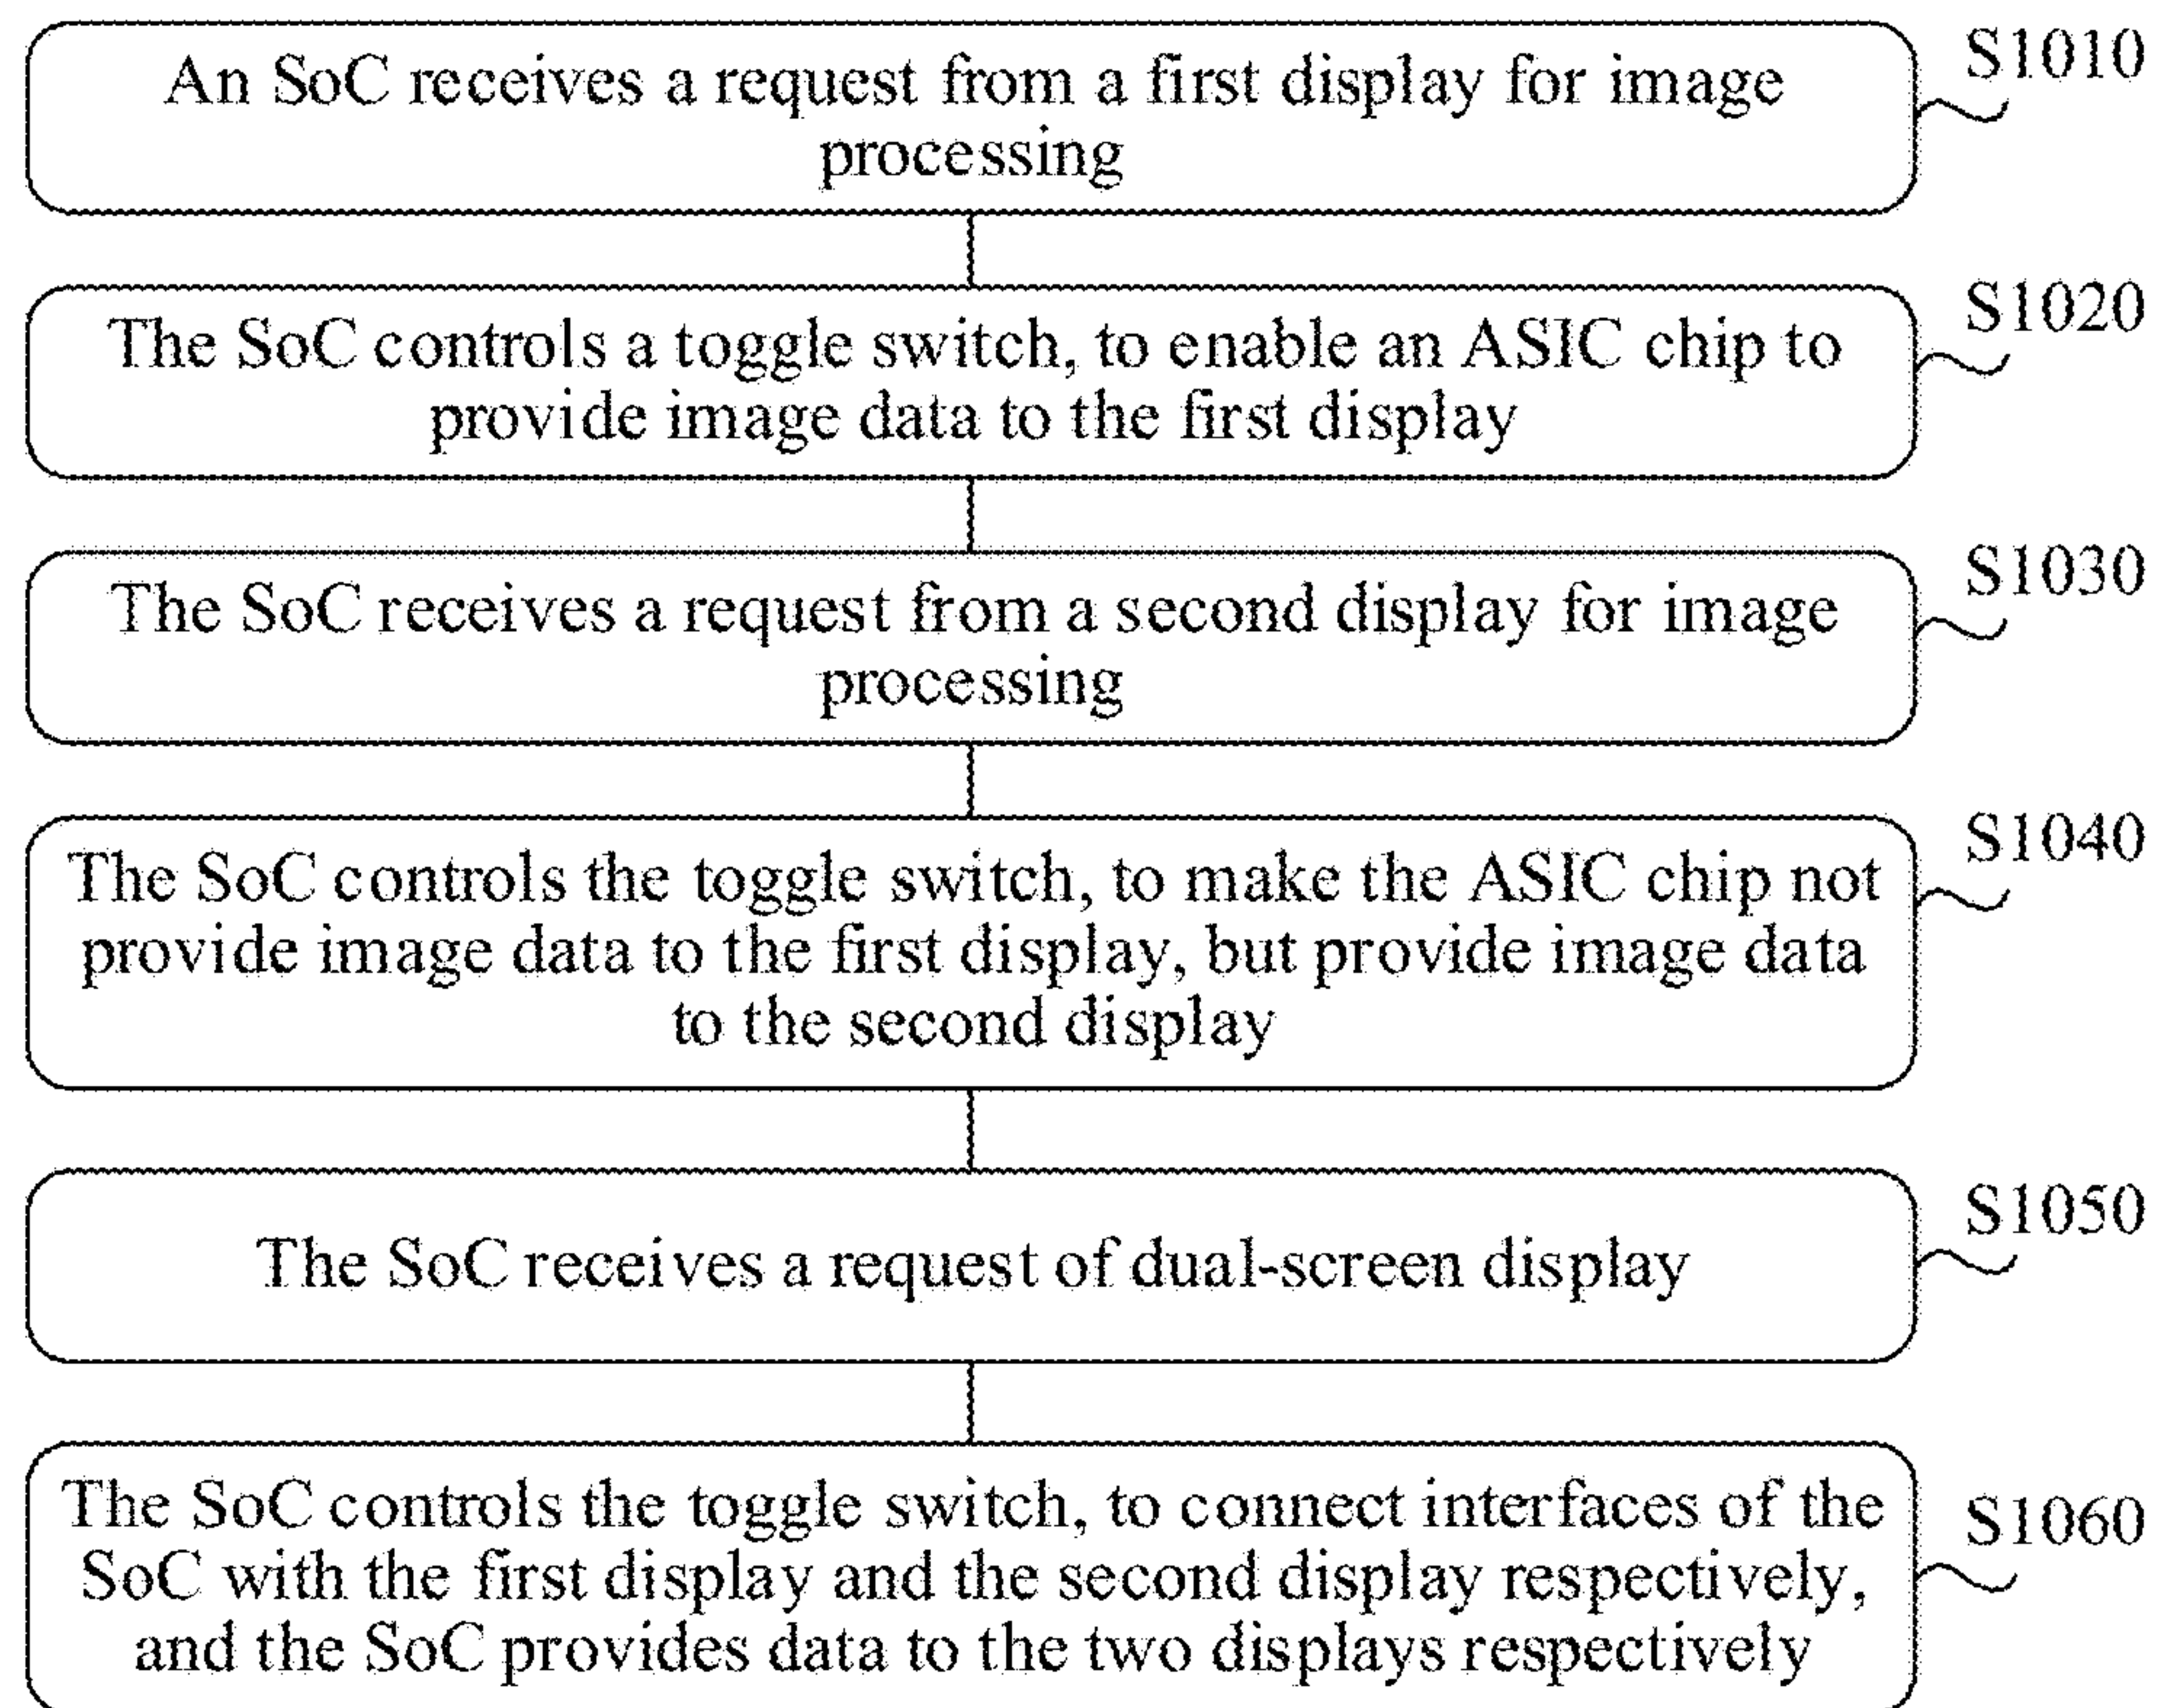 An SoC receives a request from a first display for image
processing
S1010
The SoC controls a toggle switch, to enable an ASIC chip to
provide image data to the first display
S1020
The SoC receives a request from a second display for image
processing
S1030
The SoC controls the toggle switch, to make the ASIC chip not
provide image data to the first display, but provide image data
to the second display
S1040
The SoC receives a request of dual-screen display
S1050
The SoC controls the toggle switch, to connect interfaces of the
SoC with the first display and the second display respectively,
and the SoC provides data to the two displays respectively
S1060